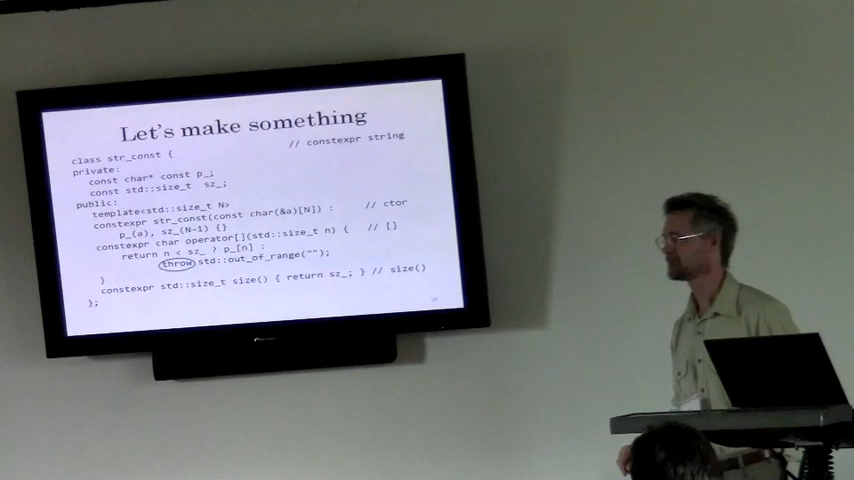 Let's make something
class str_const { // constexpr string
private:
const char* const p_;
const std::size_t sz_;
public:
template<std::size_t N>
constexpr str_const(const char(&a)[N]) : // ctor
p_(a), sz_(N-1) {}
constexpr char operator[](std::size_t n) { // []
return n < sz_ ? p_[n] :
throw std::out_of_range("");
}
constexpr std::size_t size() { return sz_; } // size()
};